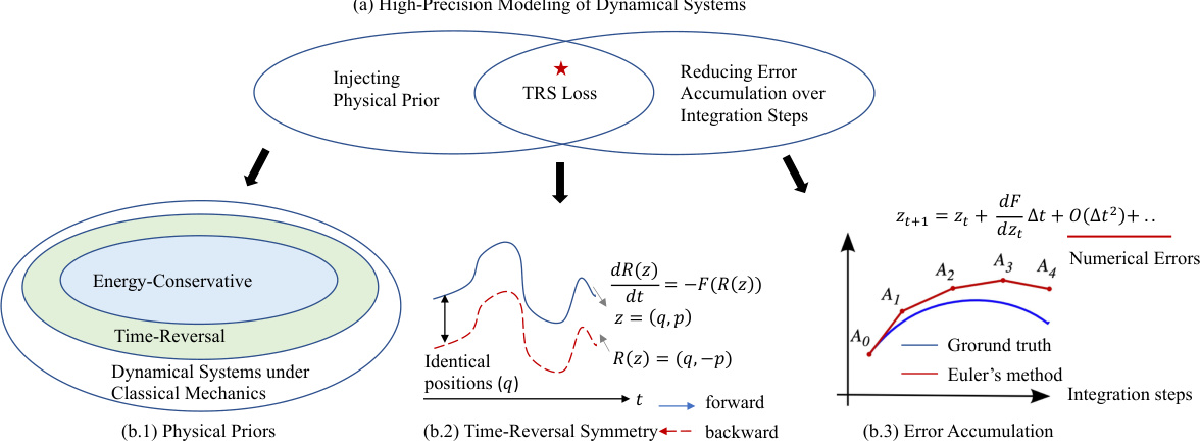 (a) High-Precision Modeling of Dynamical Systems
Injecting
Physical Prior
TRS Loss
Reducing Error
Accumulation over
Integration Steps
Energy-Conservative
Time-Reversal
Dynamical Systems under
Classical Mechanics
(b.1) Physical Priors
dR(z)/dt = −F(R(z))
z = (q, p)
R(z) = (q, −p)
Identical
positions (q)
t
forward
backward
(b.2) Time-Reversal Symmetry
z_{t+1} = z_t + dF/dz_t Δt + O(Δt²)+ ..
Numerical Errors
A_0
A_1
A_2
A_3
A_4
Ground truth
Euler's method
Integration steps
(b.3) Error Accumulation